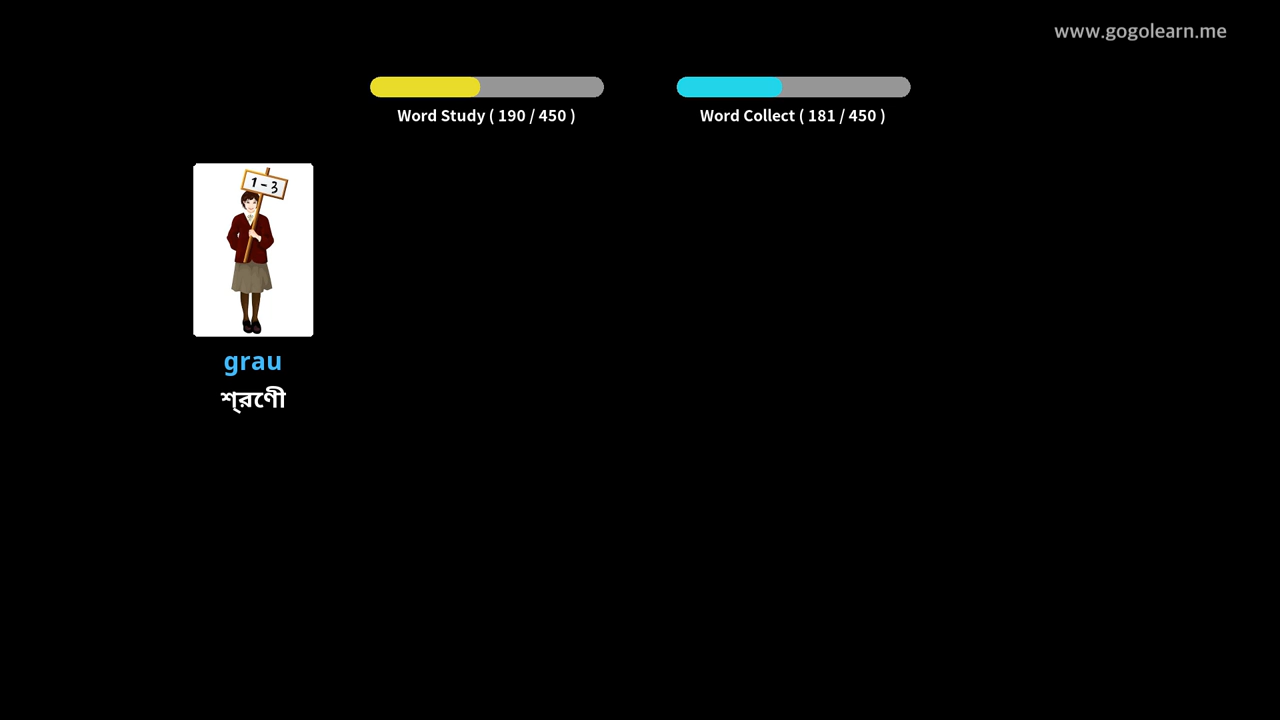 www.gogolearn.me
Word Study ( 190 / 450 )
Word Collect ( 181 / 450 )
1 - 3
grau
শ্রেণী